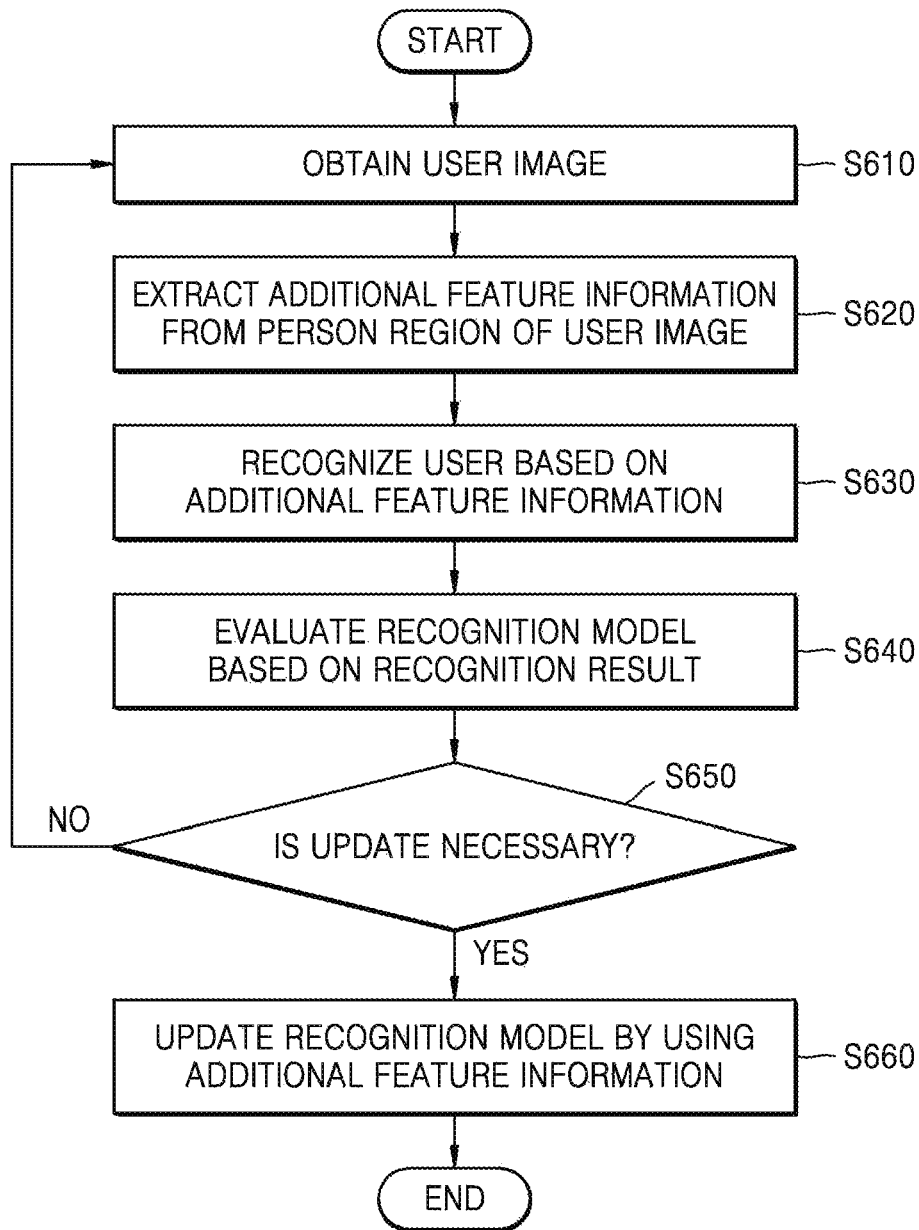 START
OBTAIN USER IMAGE
S610
EXTRACT ADDITIONAL FEATURE INFORMATION
FROM PERSON REGION OF USER IMAGE
S620
RECOGNIZE USER BASED ON
ADDITIONAL FEATURE INFORMATION
S630
EVALUATE RECOGNITION MODEL
BASED ON RECOGNITION RESULT
S640
S650
NO
IS UPDATE NECESSARY?
YES
UPDATE RECOGNITION MODEL BY USING
ADDITIONAL FEATURE INFORMATION
S660
END